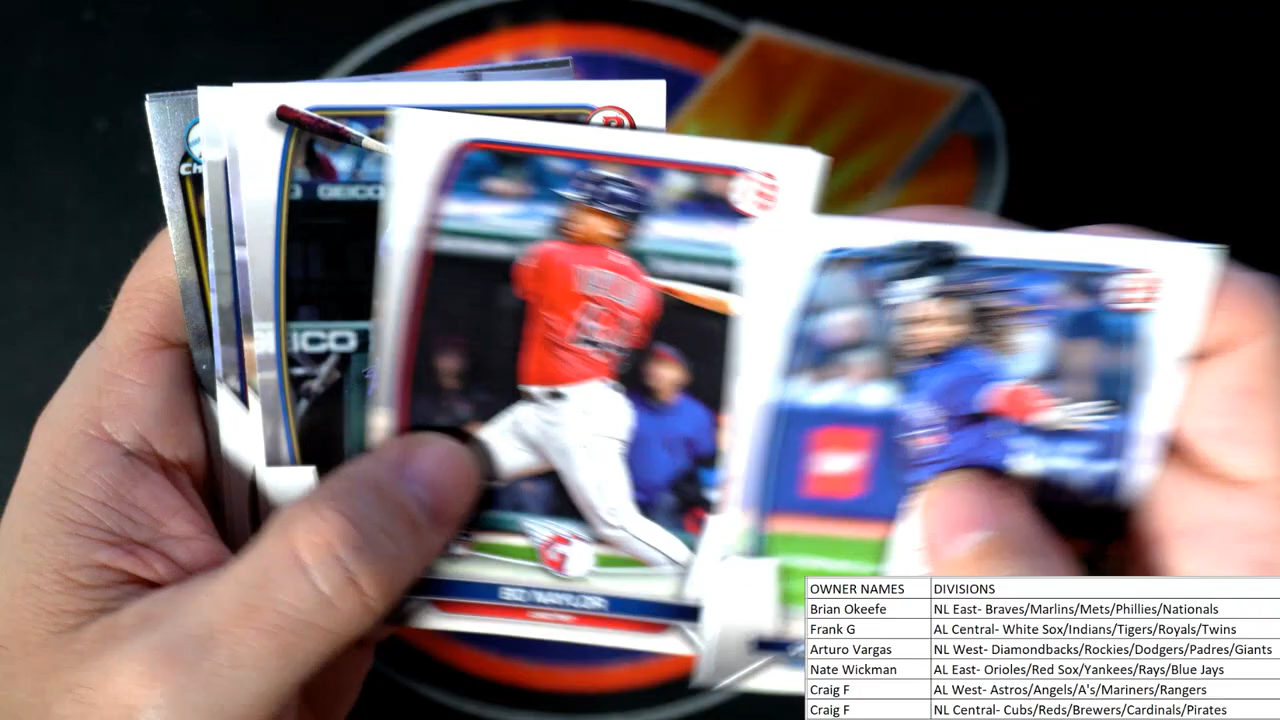 GEICO
ICO
BO NAYLOR
OWNER NAMES DIVISIONS
Brian Okeefe NL East- Braves/Marlins/Mets/Phillies/Nationals
Frank G AL Central- White Sox/Indians/Tigers/Royals/Twins
Arturo Vargas NL West- Diamondbacks/Rockies/Dodgers/Padres/Giants
Nate Wickman AL East- Orioles/Red Sox/Yankees/Rays/Blue Jays
Craig F AL West- Astros/Angels/A's/Mariners/Rangers
Craig F NL Central- Cubs/Reds/Brewers/Cardinals/Pirates